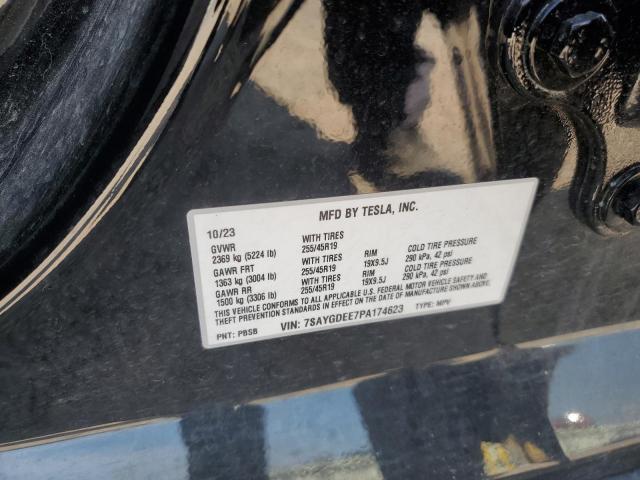 MFD BY TESLA, INC.
10/23
GVWR WITH TIRES
2369 kg (5224 lb) 255/45R19 RIM COLD TIRE PRESSURE
GAWR FRT WITH TIRES 19X9.5J 290 kPa, 42 psi
1363 kg (3004 lb) 255/45R19 RIM COLD TIRE PRESSURE
GAWR RR WITH TIRES 19X9.5J 290 kPa, 42 psi
1500 kg (3306 lb) 255/45R19
THIS VEHICLE CONFORMS TO ALL APPLICABLE U.S. FEDERAL MOTOR VEHICLE SAFETY AND
THEFT PREVENTION STANDARDS IN EFFECT ON THE DATE OF MANUFACTURE SHOWN ABOVE.
VIN: 7SAYGDEE7PA174623 TYPE: MPV
PNT: PBSB